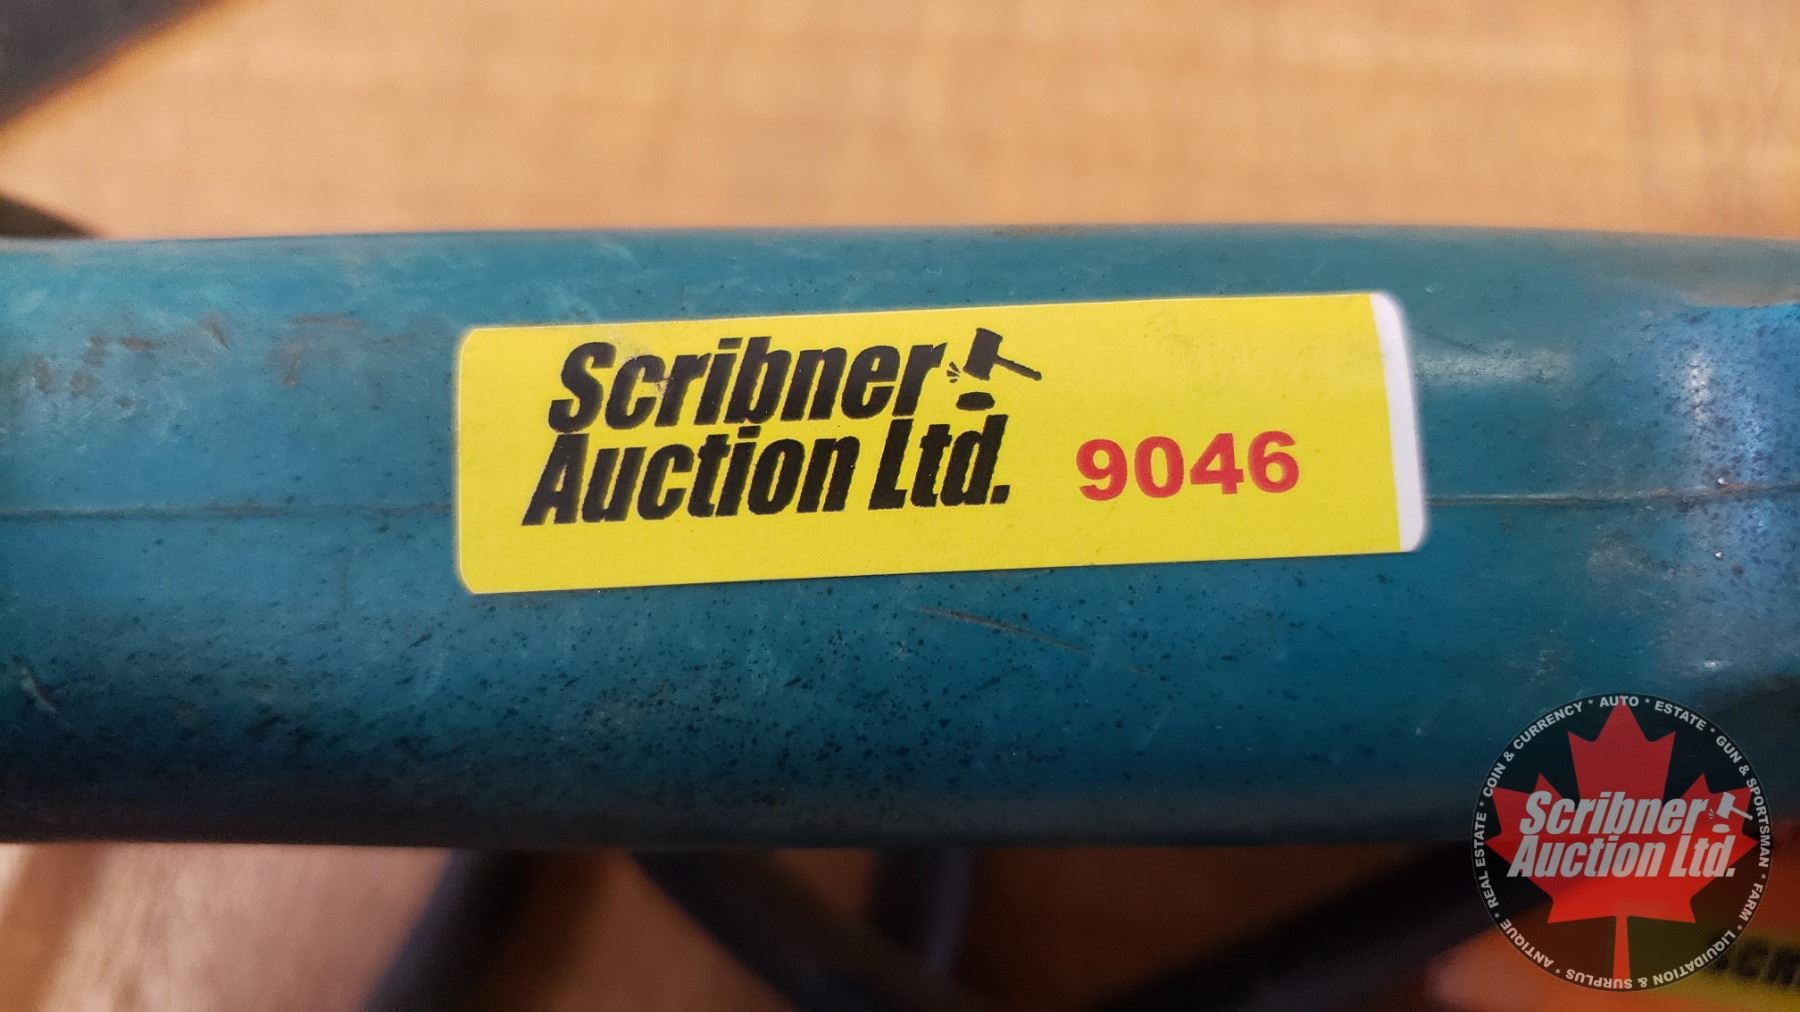 Scribner
Auction Ltd.
9046
ANTIQUE * REAL ESTATE * COIN & CURRENCY * AUTO * ESTATE * GUN & SPORTSMAN * FARM * LIQUIDATION & SURPLUS *
Scribner
Auction Ltd.